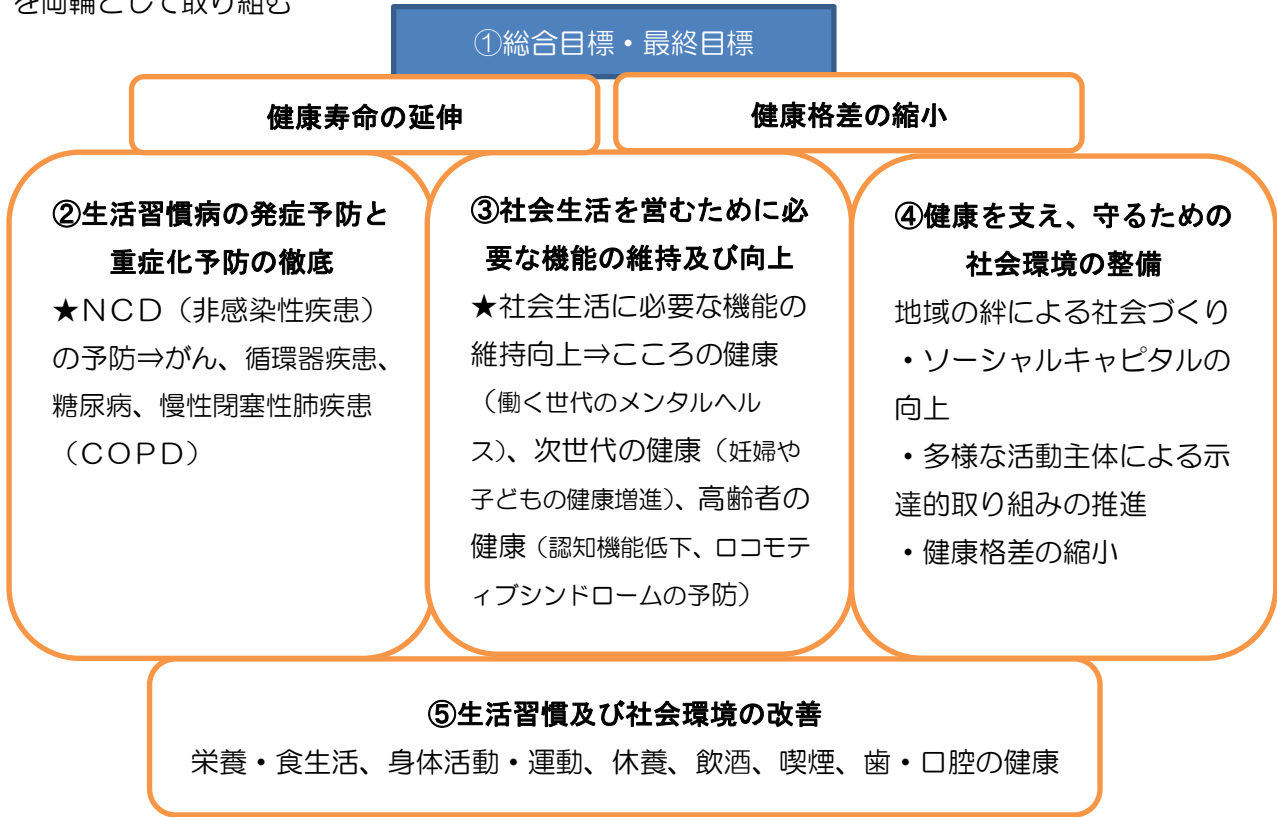 を両輪として取り組む
①総合目標・最終目標
健康寿命の延伸
健康格差の縮小
②生活習慣病の発症予防と
重症化予防の徹底
★NCD（非感染性疾患）
の予防⇒がん、循環器疾患、
糖尿病、慢性閉塞性肺疾患
（COPD）
③社会生活を営むために必
要な機能の維持及び向上
★社会生活に必要な機能の
維持向上⇒こころの健康
（働く世代のメンタルヘル
ス）、次世代の健康（妊婦や
子どもの健康増進）、高齢者の
健康（認知機能低下、ロコモテ
ィブシンドロームの予防）
④健康を支え、守るための
社会環境の整備
地域の絆による社会づくり
・ソーシャルキャピタルの
向上
・多様な活動主体による示
達的取り組みの推進
・健康格差の縮小
⑤生活習慣及び社会環境の改善
栄養・食生活、身体活動・運動、休養、飲酒、喫煙、歯・口腔の健康